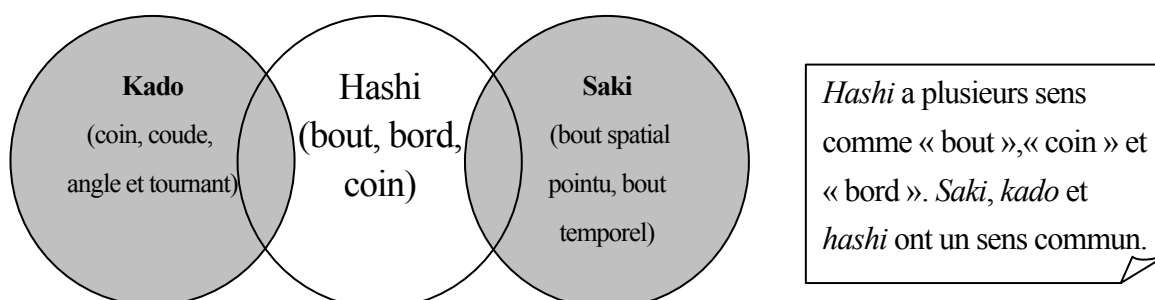 Kado
(coin, coude,
angle et tournant)
Hashi
(bout, bord,
coin)
Saki
(bout spatial
pointu, bout
temporel)
Hashi a plusieurs sens
comme « bout »,« coin » et
« bord ». Saki, kado et
hashi ont un sens commun.